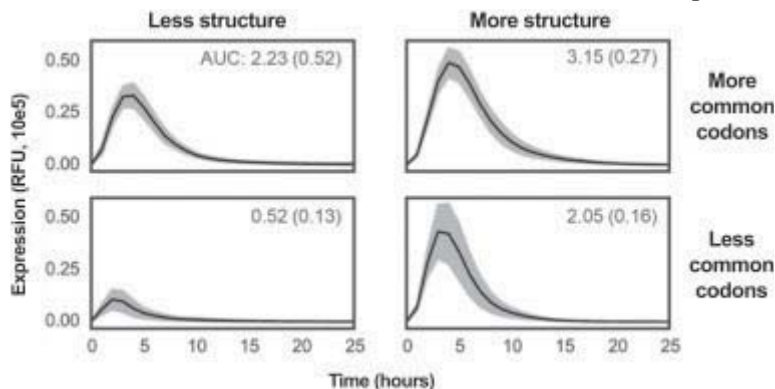 Less structure
More structure
Expression (RFU, 10e5)
0.50
0.25
0.00
AUC: 2.23 (0.52)
3.15 (0.27)
More
common
codons
0.50
0.25
0.00
0.52 (0.13)
2.05 (0.16)
Less
common
codons
0 5 10 15 20 25
0 5 10 15 20 25
Time (hours)